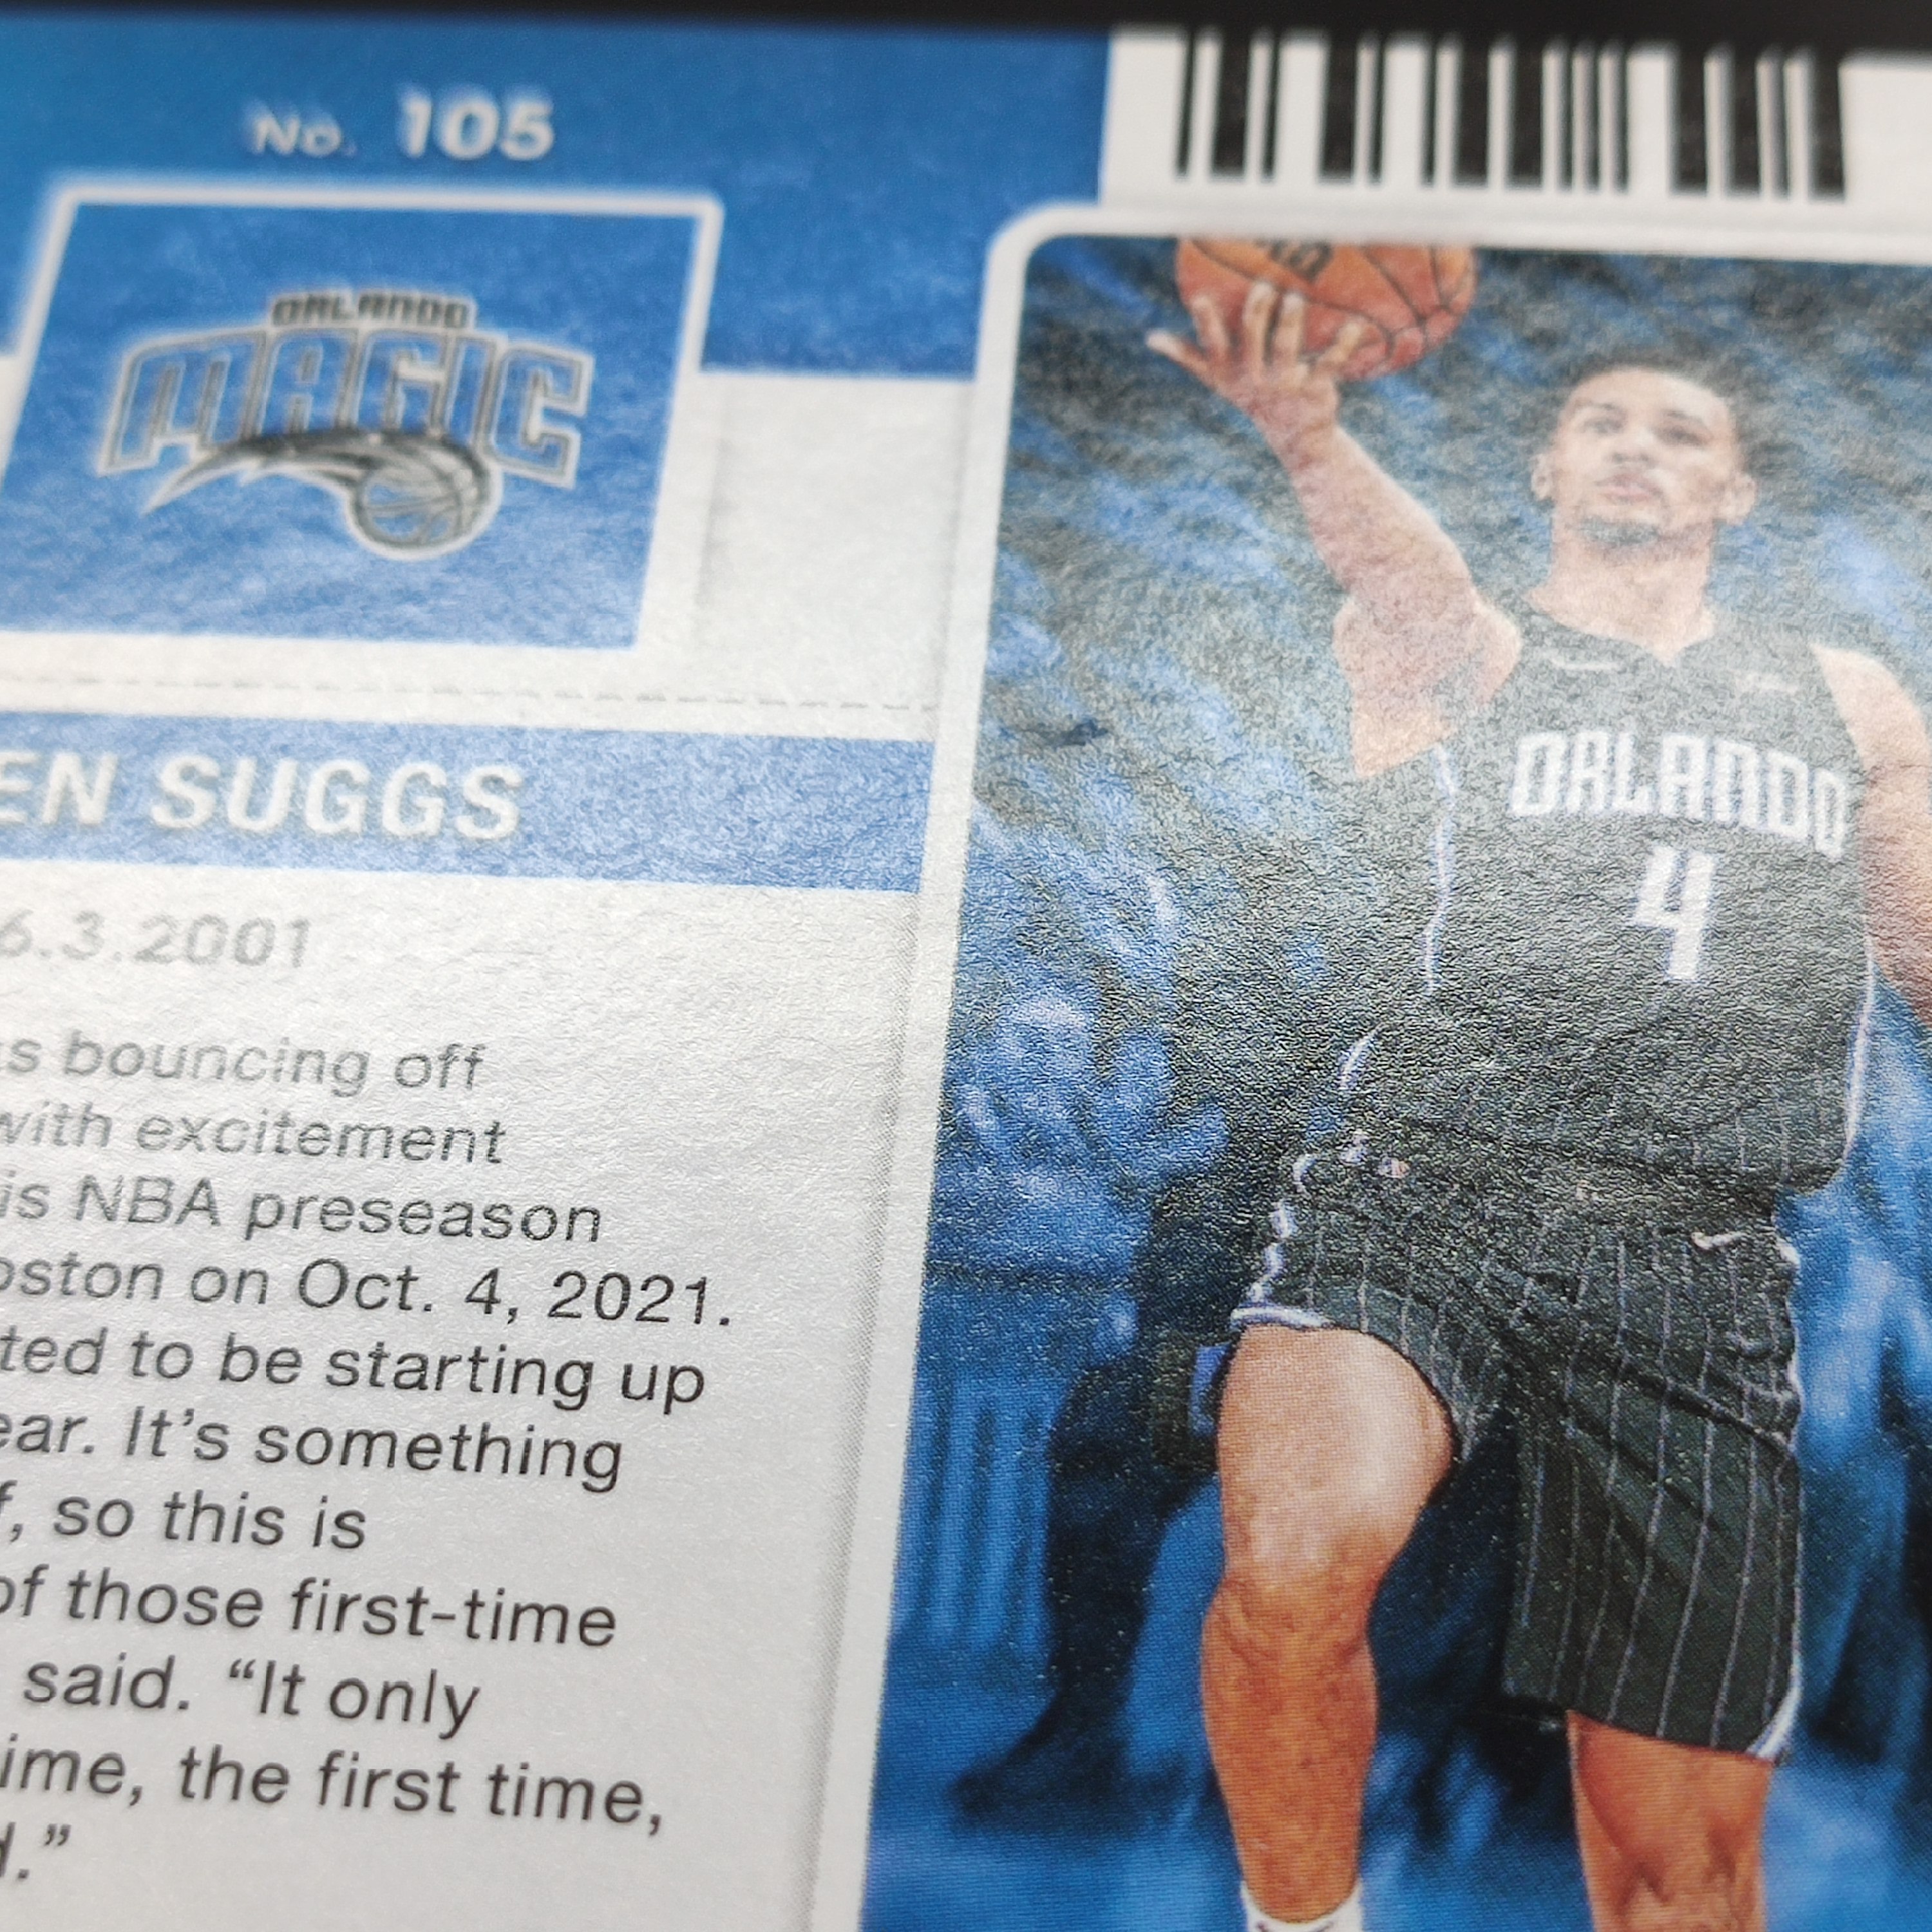 No. 105
ORLANDO
MAGIC
EN SUGGS
6.3.2001
s bouncing off
with excitement
is NBA preseason
oston on Oct. 4, 2021.
ted to be starting up
ear. It's something
f, so this is
of those first-time
said. “It only
ime, the first time,
d.”
ORLANDO
4